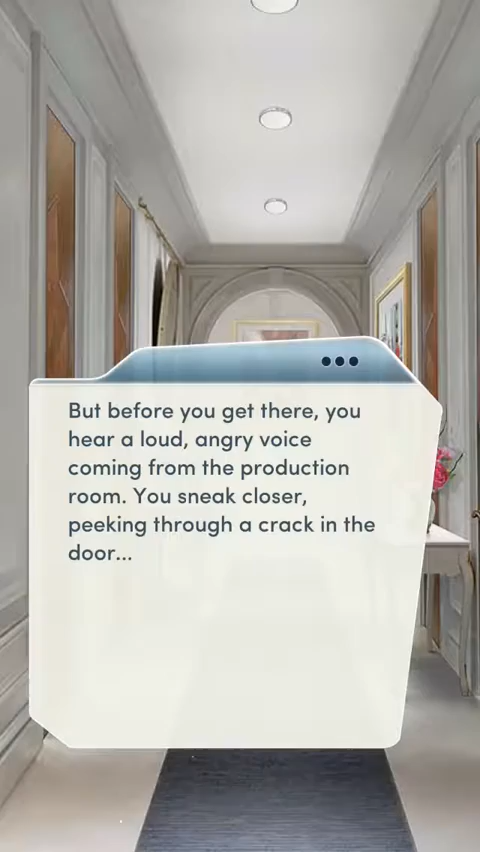 But before you get there, you
hear a loud, angry voice
coming from the production
room. You sneak closer,
peeking through a crack in the
door...